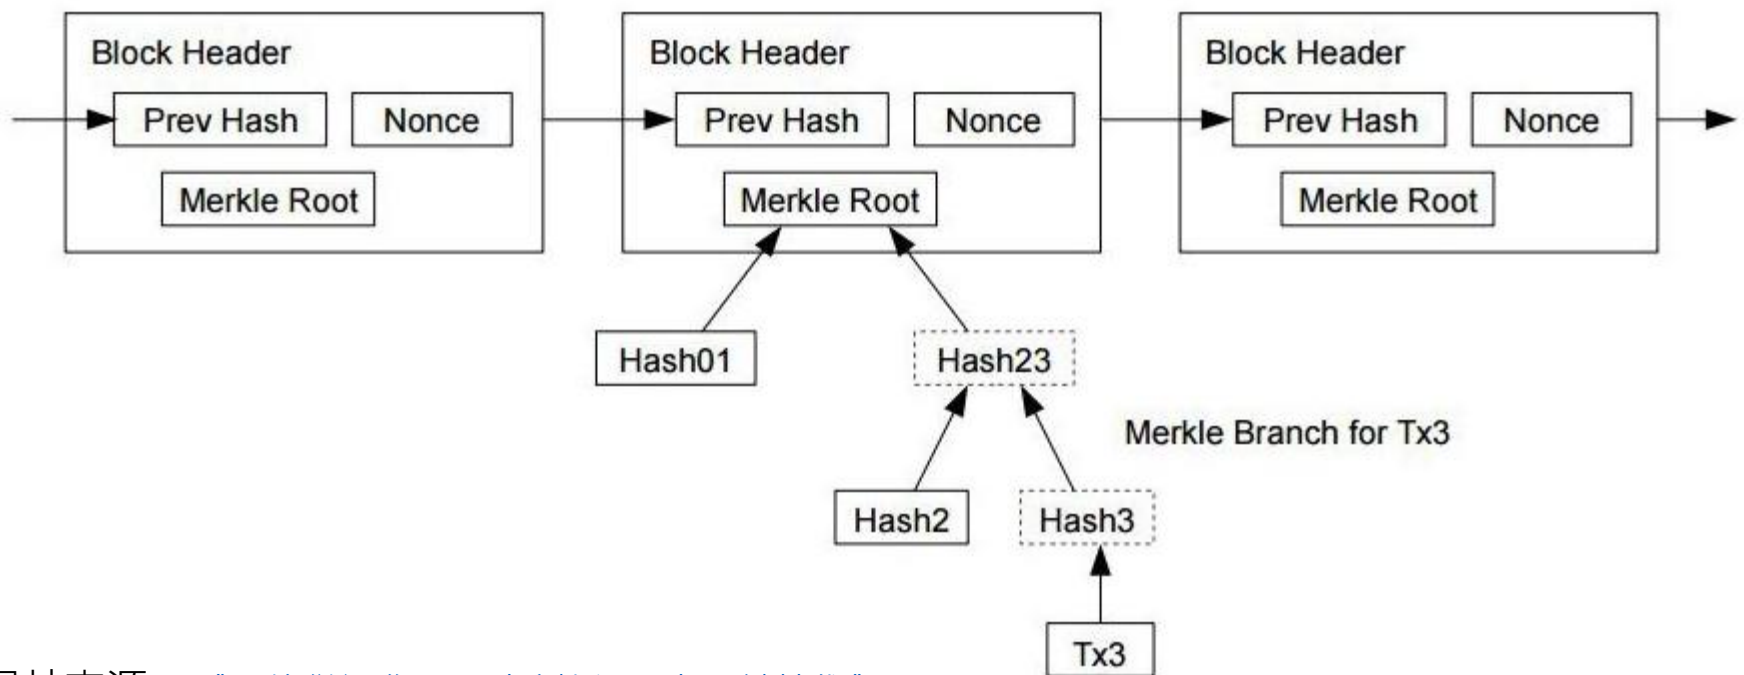 Block Header
Prev Hash
Nonce
Merkle Root
Block Header
Prev Hash
Nonce
Merkle Root
Block Header
Prev Hash
Nonce
Merkle Root
Hash01
Hash23
Merkle Branch for Tx3
Hash2
Hash3
Tx3